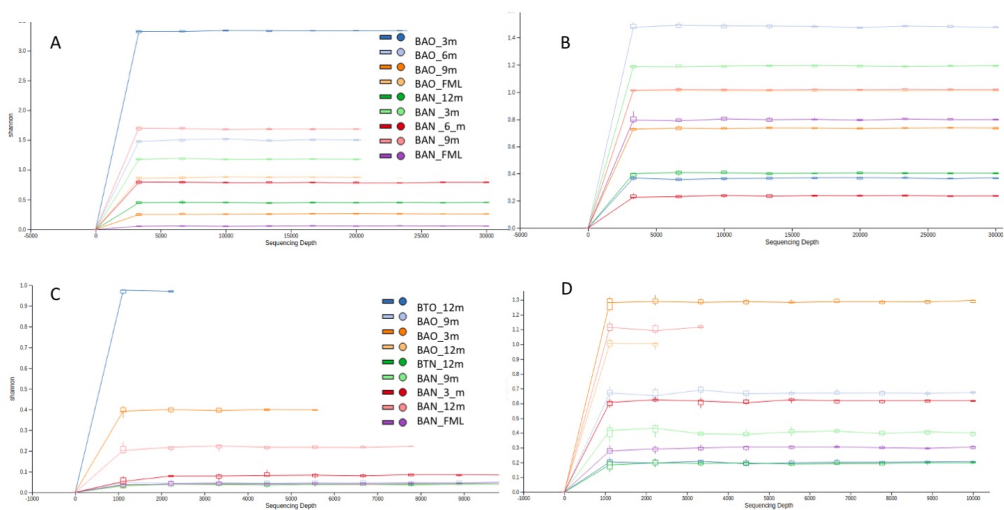 A
3.5
3.0
2.5
2.0
1.5
1.0
0.5
0.0
shannon
-5000 0 5000 10000 15000 20000 25000 30000
Sequencing Depth
BAO_3m
BAO_6m
BAO_9m
BAO_FML
BAN_12m
BAN _3m
BAN _6_m
BAN _9m
BAN_FML
B
1.6
1.4
1.2
1.0
0.8
0.6
0.4
0.2
0.0
-5000 0 5000 10000 15000 20000 25000 30000
Sequencing Depth
C
1.0
0.9
0.8
0.7
0.6
0.5
0.4
0.3
0.2
0.1
0.0
shannon
-1000 0 1000 2000 3000 4000 5000 6000 7000 8000 9000
Sequencing Depth
BTO_12m
BAO_9m
BAO_3m
BAO_12m
BTN_12m
BAN_9m
BAN_3_m
BAN_12m
BAN_FML
D
1.3
1.2
1.1
1.0
0.9
0.8
0.7
0.6
0.5
0.4
0.3
0.2
0.1
0.0
-1000 0 1000 2000 3000 4000 5000 6000 7000 8000 9000 10000
Sequencing Depth